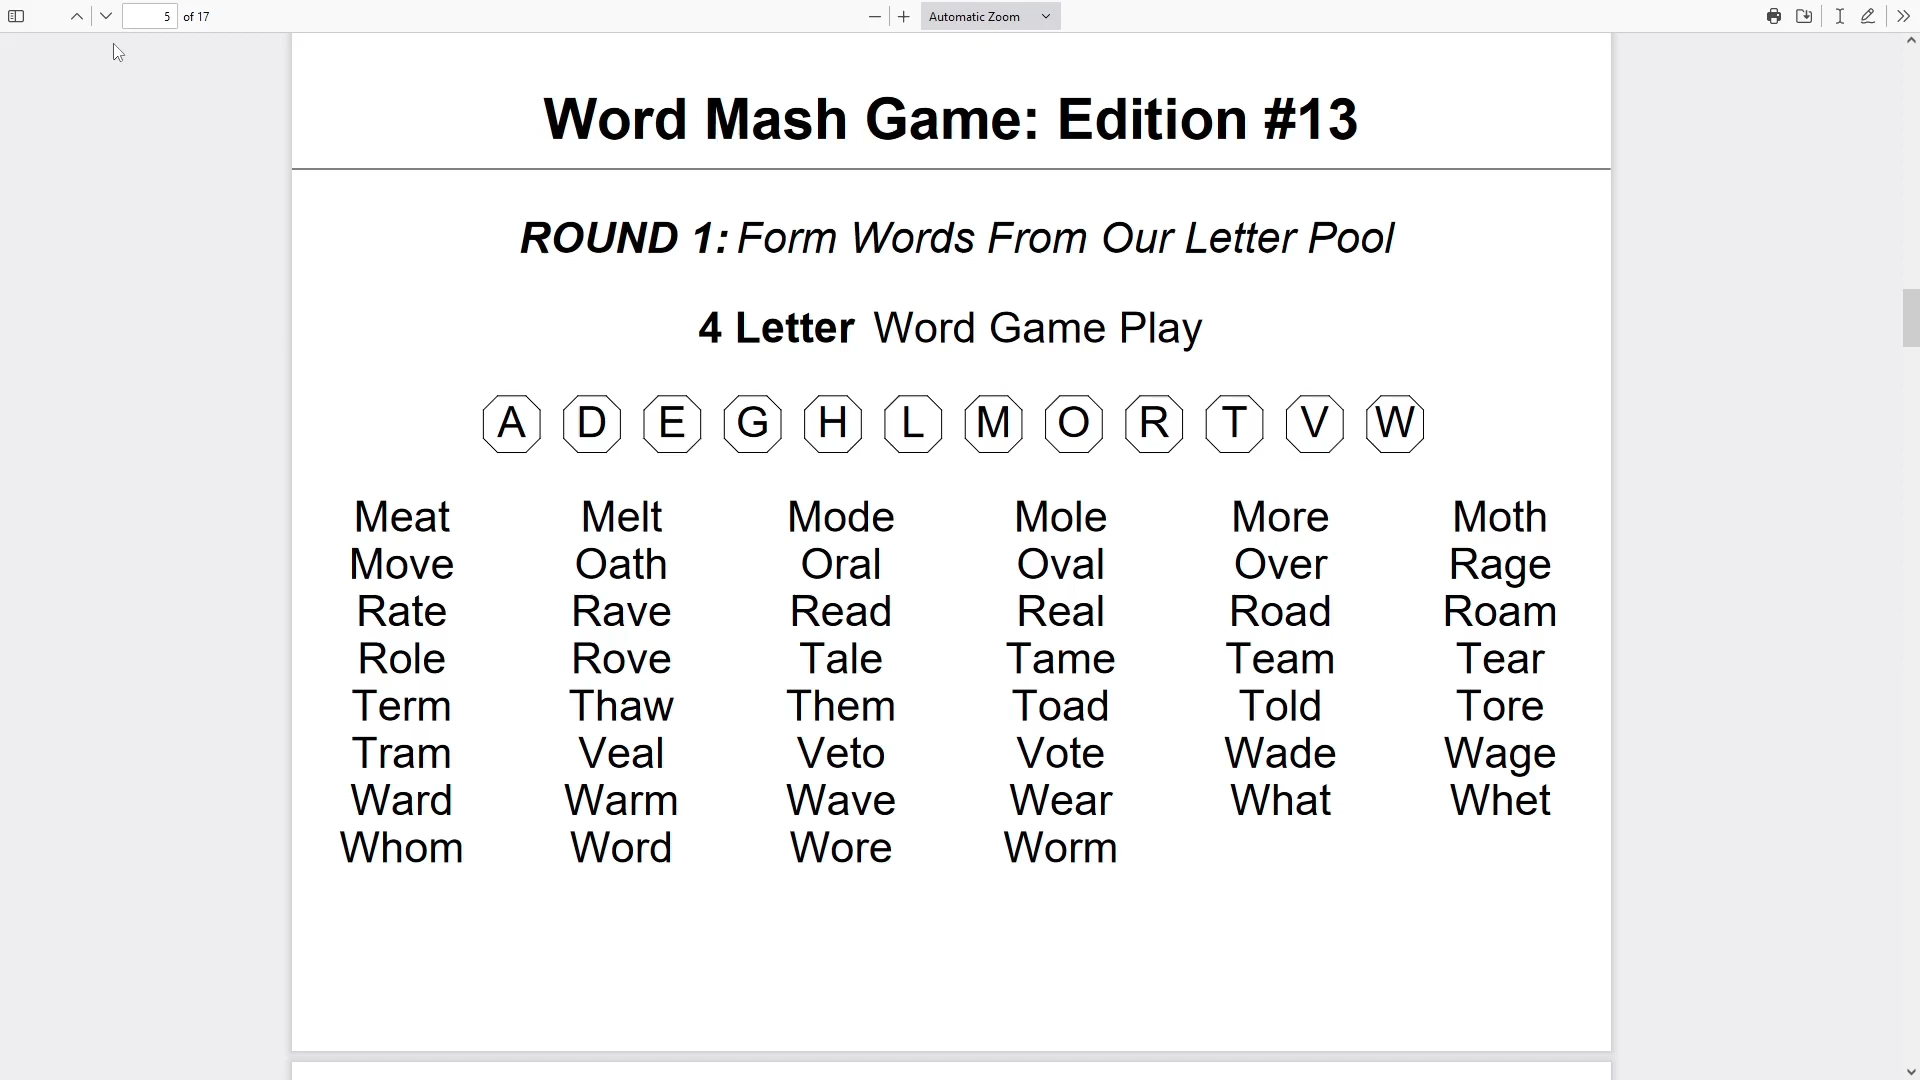 5 of 17 Automatic Zoom
Word Mash Game: Edition #13
ROUND 1: Form Words From Our Letter Pool
4 Letter Word Game Play
A D E G H L M O R T V W
Meat Melt Mode Mole More Moth
Move Oath Oral Oval Over Rage
Rate Rave Read Real Road Roam
Role Rove Tale Tame Team Tear
Term Thaw Them Toad Told Tore
Tram Veal Veto Vote Wade Wage
Ward Warm Wave Wear What Whet
Whom Word Wore Worm